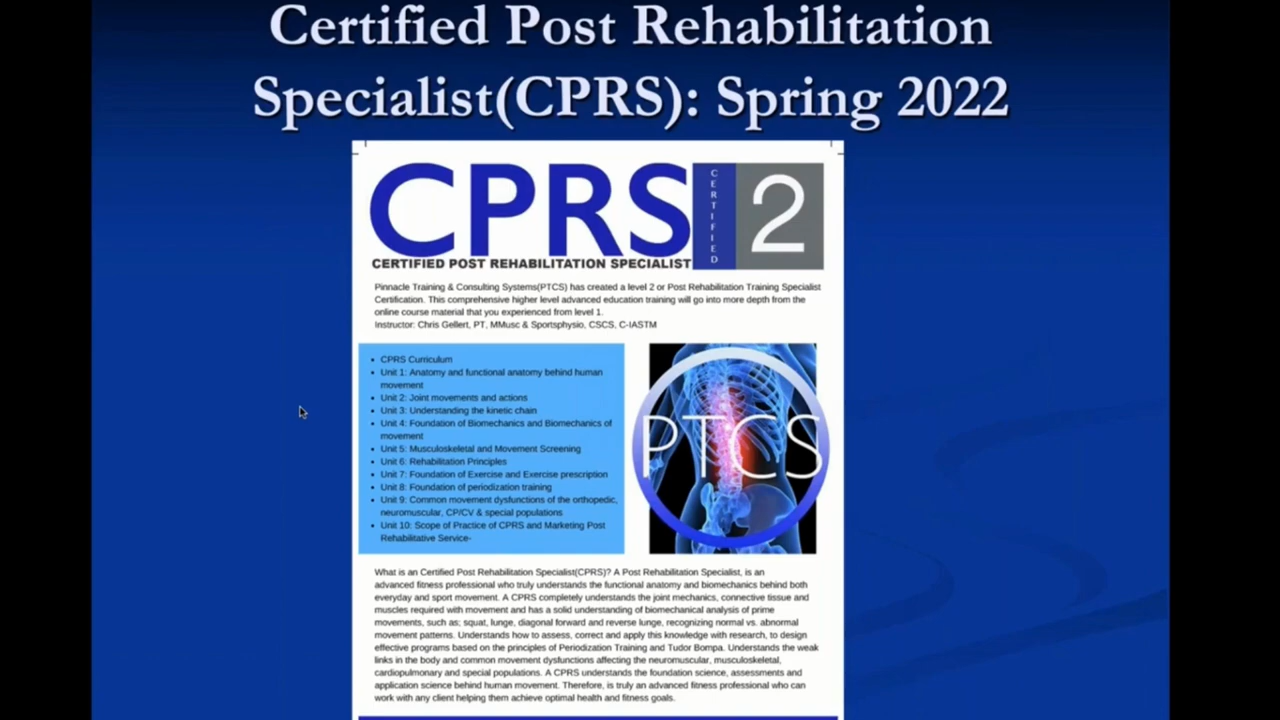 Certified Post Rehabilitation
Specialist(CPRS): Spring 2022
CPRS
CERTIFIED
2
CERTIFIED POST REHABILITATION SPECIALIST
Pinnacle Training & Consulting Systems(PTCS) has created a level 2 or Post Rehabilitation Training Specialist
Certification. This comprehensive higher level advanced education training will go into more depth from the
online course material that you experienced from level 1.
Instructor: Chris Gellert, PT, MMusc & Sportsphysio, CSCS, C-IASTM
• CPRS Curriculum
• Unit 1: Anatomy and functional anatomy behind human
movement
• Unit 2: Joint movements and actions
• Unit 3: Understanding the kinetic chain
• Unit 4: Foundation of Biomechanics and Biomechanics of
movement
• Unit 5: Musculoskeletal and Movement Screening
• Unit 6: Rehabilitation Principles
• Unit 7: Foundation of Exercise and Exercise prescription
• Unit 8: Foundation of periodization training
• Unit 9: Common movement dysfunctions of the orthopedic,
neuromuscular, CP/CV & special populations
• Unit 10: Scope of Practice of CPRS and Marketing Post
Rehabilitative Service-
PTCS
What is an Certified Post Rehabilitation Specialist(CPRS)? A Post Rehabilitation Specialist, is an
advanced fitness professional who truly understands the functional anatomy and biomechanics behind both
everyday and sport movement. A CPRS completely understands the joint mechanics, connective tissue and
muscles required with movement and has a solid understanding of biomechanical analysis of prime
movements, such as; squat, lunge, diagonal forward and reverse lunge, recognizing normal vs. abnormal
movement patterns. Understands how to assess, correct and apply this knowledge with research, to design
effective programs based on the principles of Periodization Training and Tudor Bompa. Understands the weak
links in the body and common movement dysfunctions affecting the neuromuscular, musculoskeletal,
cardiopulmonary and special populations. A CPRS understands the foundation science, assessments and
application science behind human movement. Therefore, is truly an advanced fitness professional who can
work with any client helping them achieve optimal health and fitness goals.